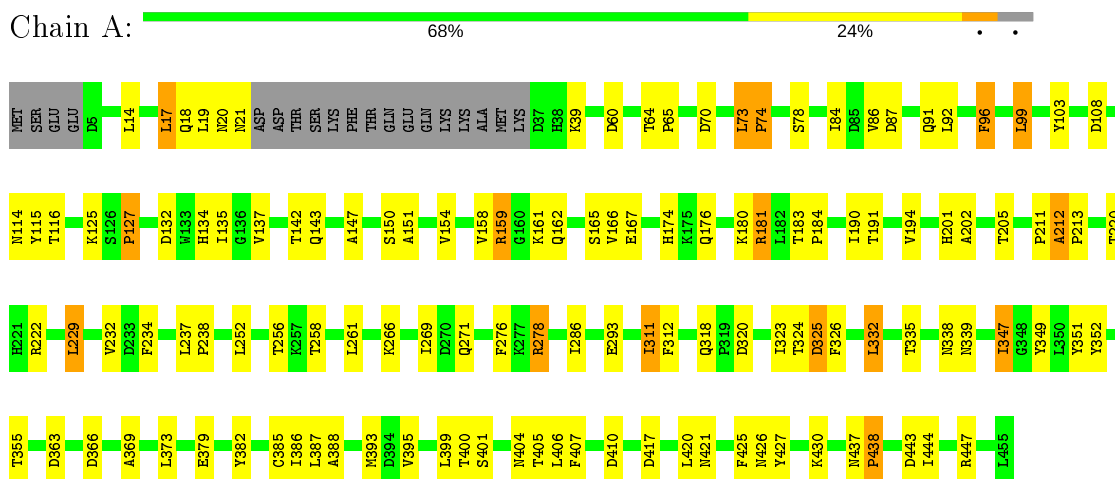 Chain A:
68% 24% • •
MET SER GLU GLU D5 L14 L17 Q18 L19 N20 N21 ASP ASP THR SER LYS PHE THR GLN GLU GLU GLN LYS LYS ALA MET LYS D37 H38 K39 D60 T64 P65 D70 L73 P74 S78 I84 D85 V86 D87 Q91 L92 F96 L99 Y103 D108
N114 Y115 T116 K125 S126 P127 D132 W133 H134 I135 G136 V137 T142 Q143 A147 S150 A151 V154 V158 R159 G160 K161 Q162 S165 V166 E167 H174 K175 Q176 K180 R181 L182 T183 P184 I190 T191 V194 H201 A202 T205 P211 A212 P213
H221 R222 L229 V232 D233 F234 L237 P238 L252 T256 K257 T258 L261 K266 I269 D270 Q271 F276 K277 R278 I286 E293 I311 F312 Q318 P319 D320 I323 T324 D325 F326 L332 T335 N338 N339 I347 G348 Y349 L350 Y351 Y352
T355 D363 D366 A369 L373 E379 Y382 C385 I386 L387 A388 M393 D394 V395 L399 T400 S401 N404 T405 L406 F407 D410 D417 L420 N421 F425 N426 Y427 K430 N437 P438 D443 I444 R447 L455